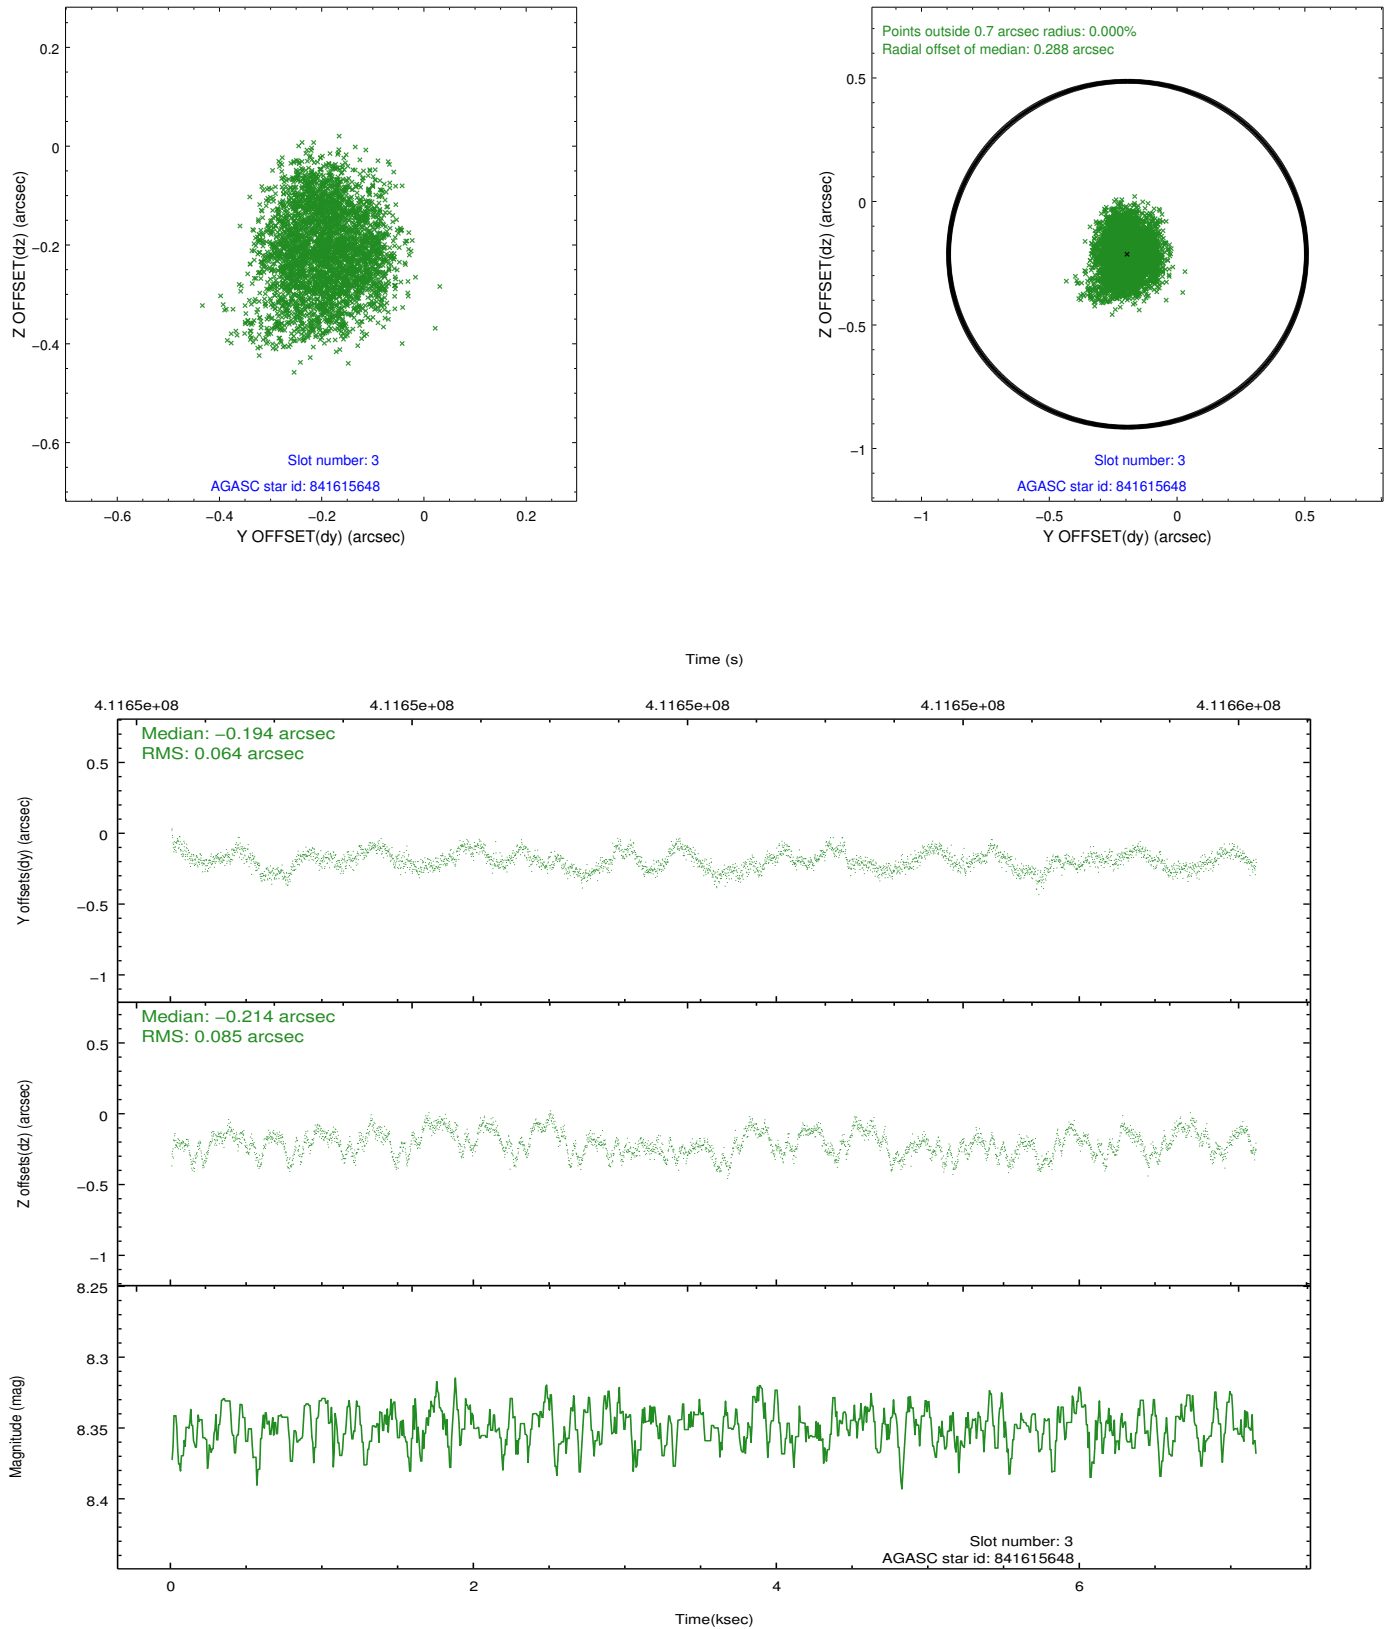 0.2
0
−0.2
−0.4
−0.6
Z OFFSET(dz) (arcsec)
Slot number: 3
AGASC star id: 841615648
−0.6 −0.4 −0.2 0 0.2
Y OFFSET(dy) (arcsec)
Points outside 0.7 arcsec radius: 0.000%
Radial offset of median: 0.288 arcsec
0.5
0
−0.5
−1
Z OFFSET(dz) (arcsec)
Slot number: 3
AGASC star id: 841615648
−1 −0.5 0 0.5
Y OFFSET(dy) (arcsec)
Time (s)
4.1165e+08 4.1165e+08 4.1165e+08 4.1165e+08 4.1166e+08
Median: −0.194 arcsec
RMS: 0.064 arcsec
0.5
0
−0.5
−1
Y offsets(dy) (arcsec)
Median: −0.214 arcsec
RMS: 0.085 arcsec
0.5
0
−0.5
−1
Z offsets(dz) (arcsec)
8.25
8.3
8.35
8.4
Magnitude (mag)
Slot number: 3
AGASC star id: 841615648
0 2 4 6
Time(ksec)